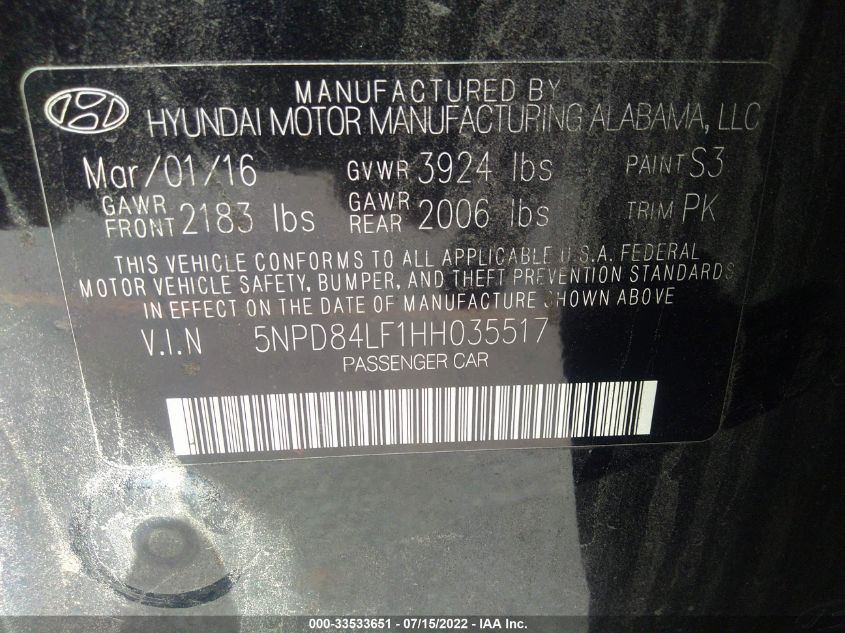 MANUFACTURED BY
HYUNDAI MOTOR MANUFACTURING ALABAMA, LLC
Mar/01/16 GVWR 3924 lbs PAINT S3
GAWR FRONT 2183 lbs GAWR REAR 2006 lbs TRIM PK
THIS VEHICLE CONFORMS TO ALL APPLICABLE U.S.A. FEDERAL
MOTOR VEHICLE SAFETY, BUMPER, AND THEFT PREVENTION STANDARDS
IN EFFECT ON THE DATE OF MANUFACTURE SHOWN ABOVE
V.I.N 5NPD84LF1HH035517
PASSENGER CAR
000-33533651 - 07/15/2022 - IAA Inc.